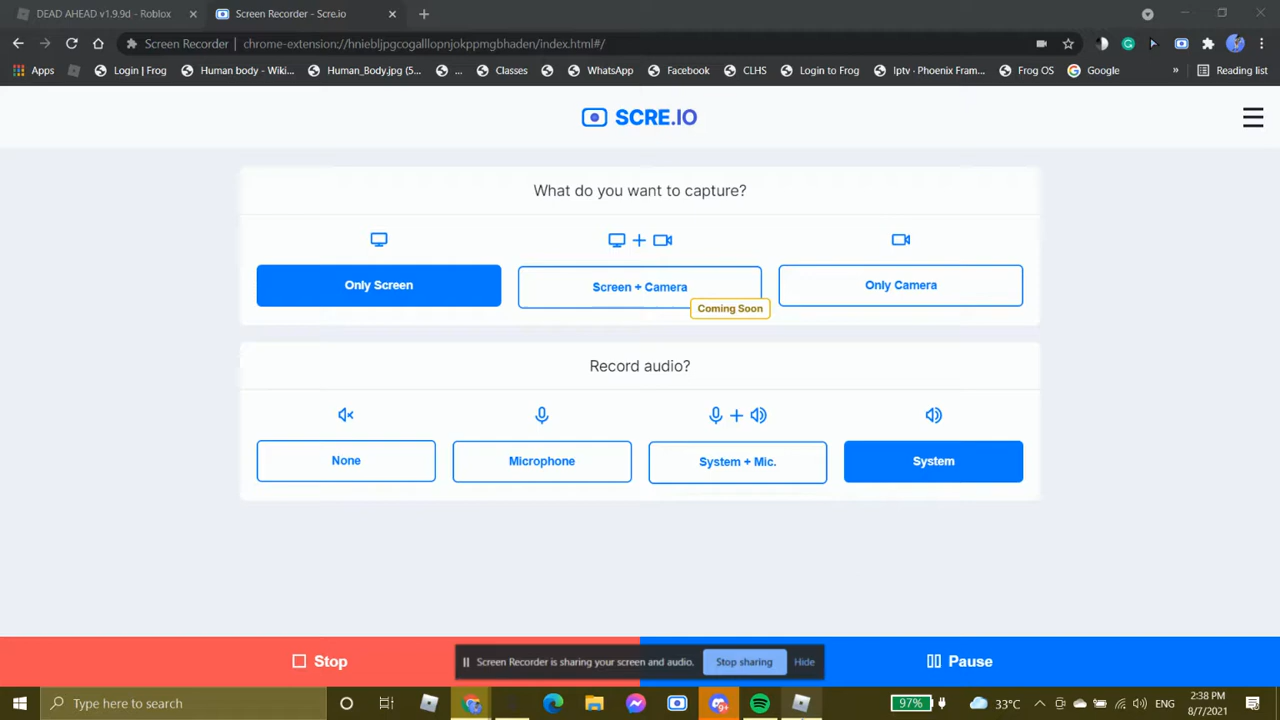 DEAD AHEAD v1.9.9d - Roblox
Screen Recorder - Scre.io
Screen Recorder | chrome-extension://hniebljpgcogalllopnjokppmgbhaden/index.html#/
Apps Login | Frog Human body - Wiki... Human_Body.jpg (5... ... Classes WhatsApp Facebook CLHS Login to Frog Iptv · Phoenix Fram... Frog OS Google » Reading list
SCRE.IO
What do you want to capture?
Only Screen Screen + Camera Only Camera
Coming Soon
Record audio?
None Microphone System + Mic. System
Stop Screen Recorder is sharing your screen and audio. Stop sharing Hide Pause
Type here to search 9+ 97% 33°C ENG 2:38 PM
8/7/2021